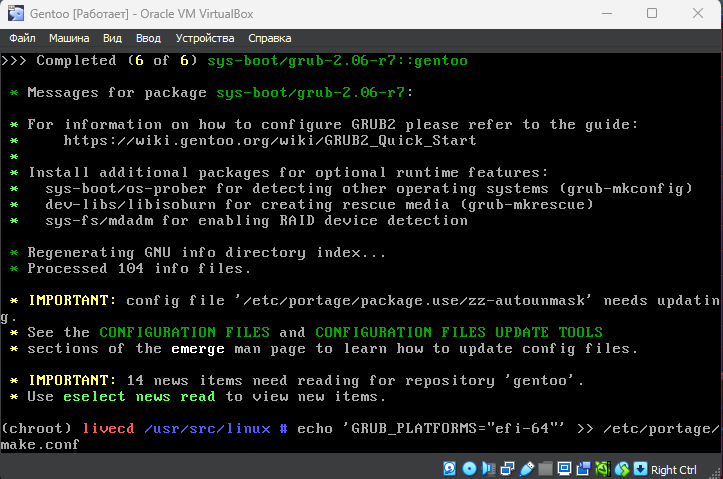 Gentoo [Работает] - Oracle VM VirtualBox
Файл Машина Вид Ввод Устройства Справка
>>> Completed (6 of 6) sys-boot/grub-2.06-r7::gentoo
* Messages for package sys-boot/grub-2.06-r7:
* For information on how to configure GRUB2 please refer to the guide:
* https://wiki.gentoo.org/wiki/GRUB2_Quick_Start
*
* Install additional packages for optional runtime features:
* sys-boot/os-prober for detecting other operating systems (grub-mkconfig)
* dev-libs/libisoburn for creating rescue media (grub-mkrescue)
* sys-fs/mdadm for enabling RAID device detection
* Regenerating GNU info directory index...
* Processed 104 info files.
* IMPORTANT: config file '/etc/portage/package.use/zz-autounmask' needs updatin
g.
* See the CONFIGURATION FILES and CONFIGURATION FILES UPDATE TOOLS
* sections of the emerge man page to learn how to update config files.
* IMPORTANT: 14 news items need reading for repository 'gentoo'.
* Use eselect news read to view new items.
(chroot) livecd /usr/src/linux # echo 'GRUB_PLATFORMS="efi-64"' >> /etc/portage/
make.conf
Right Ctrl